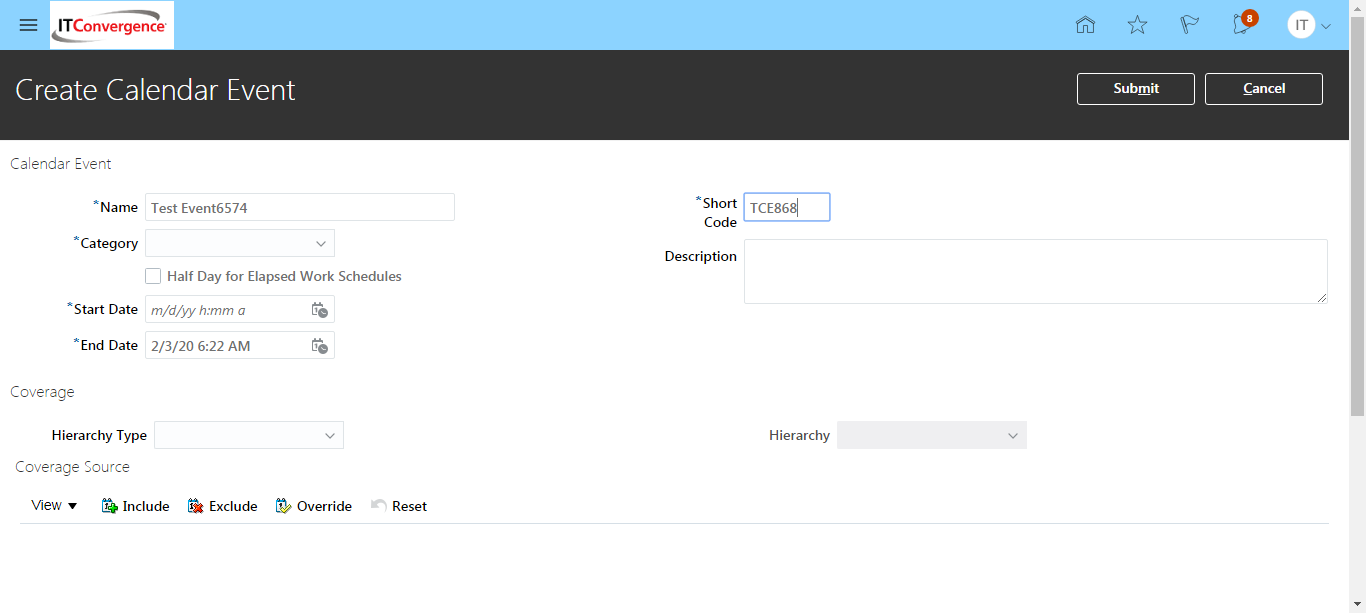 ITConvergence
8
IT
Create Calendar Event
Submit
Cancel
Calendar Event
*Name Test Event6574
*Short Code TCE868
*Category
Description
Half Day for Elapsed Work Schedules
*Start Date m/d/yy h:mm a
*End Date 2/3/20 6:22 AM
Coverage
Hierarchy Type
Hierarchy
Coverage Source
View Include Exclude Override Reset